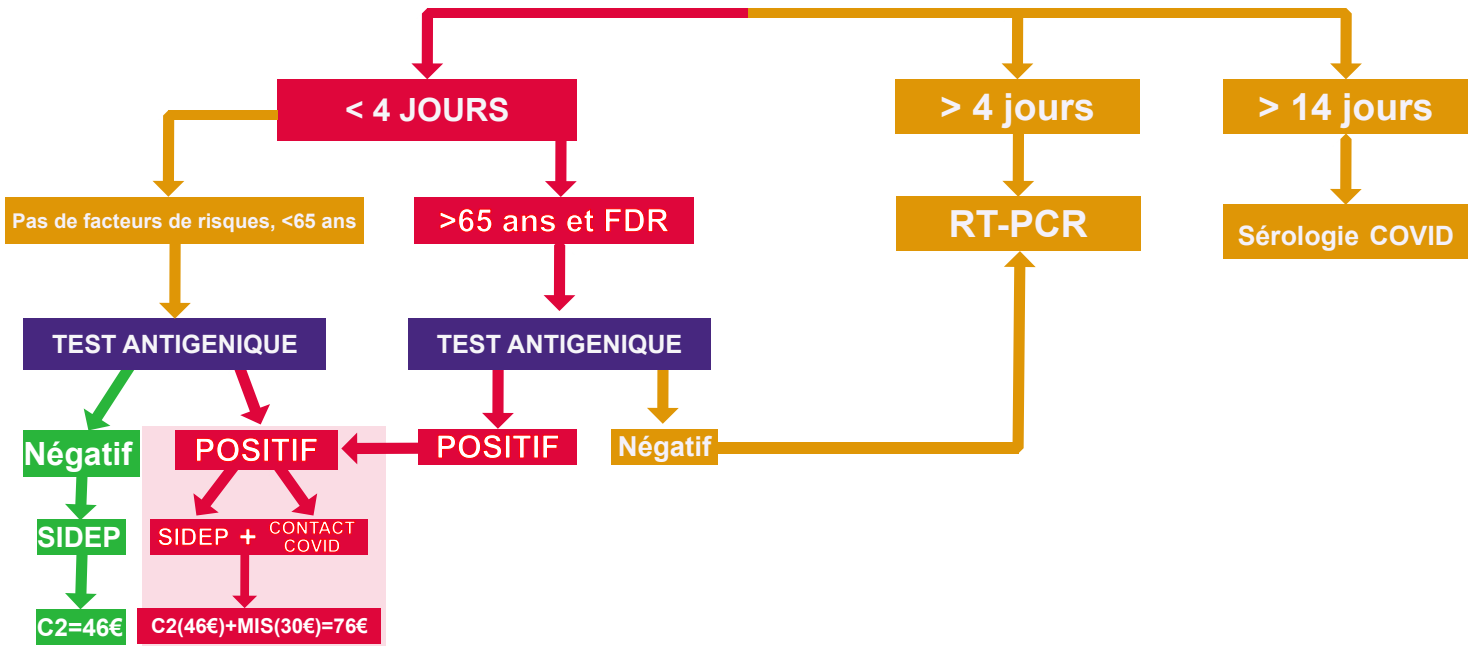 < 4 JOURS
> 4 jours
> 14 jours
Pas de facteurs de risques, <65 ans
>65 ans et FDR
RT-PCR
Sérologie COVID
TEST ANTIGENIQUE
TEST ANTIGENIQUE
Négatif
POSITIF
POSITIF
Négatif
SIDEP
SIDEP + CONTACT
COVID
C2=46€
C2(46€)+MIS(30€)=76€